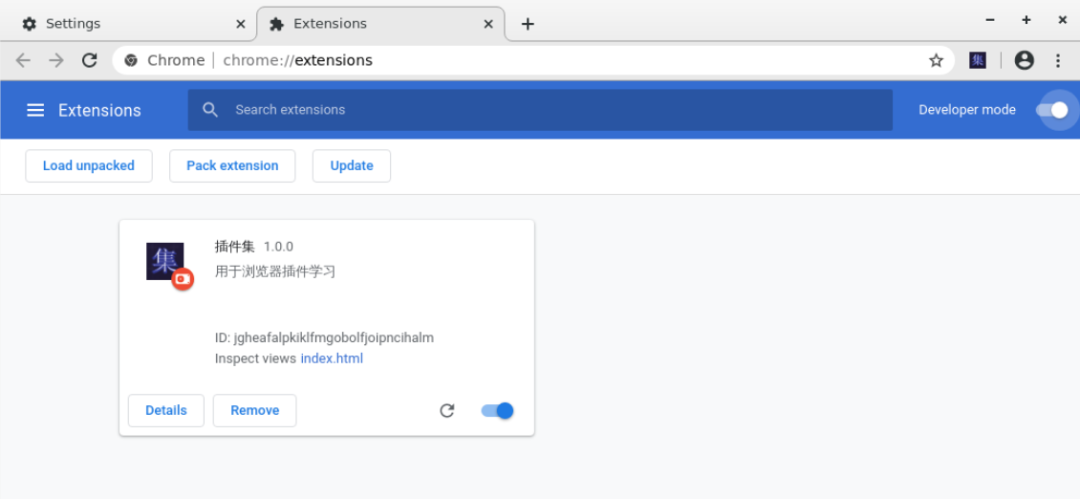 Settings
Extensions
Chrome | chrome://extensions
集
Extensions
Search extensions
Developer mode
Load unpacked
Pack extension
Update
集
插件集 1.0.0
用于浏览器插件学习
ID: jgheafalpkiklfmgobolfjoipncihalm
Inspect views index.html
Details
Remove